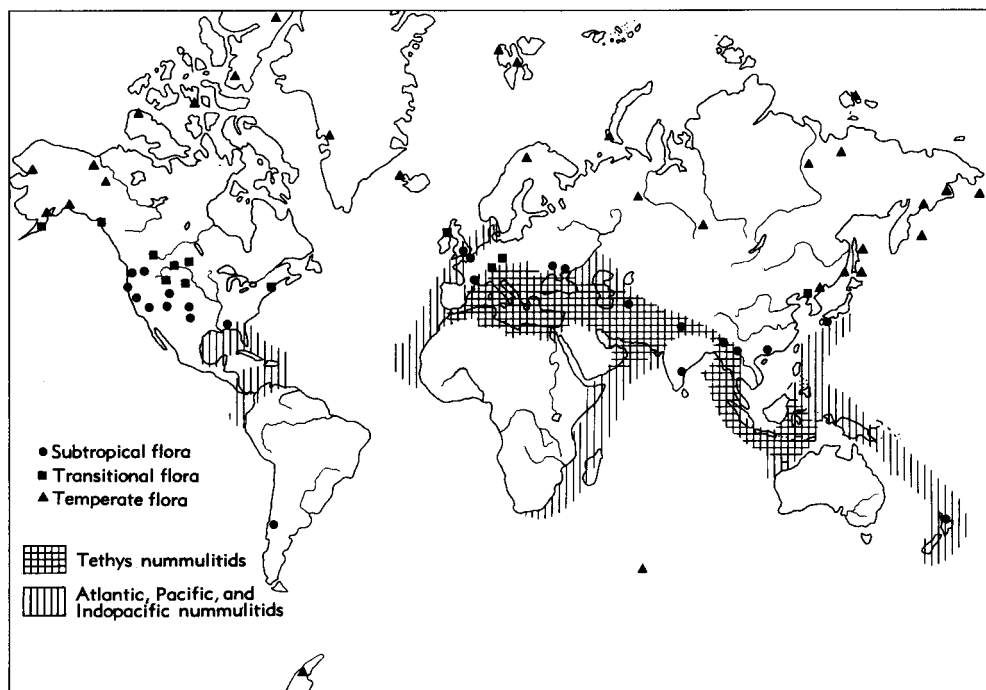 Subtropical flora
Transitional flora
Temperate flora
Tethys nummulitids
Atlantic, Pacific, and
Indopacific nummulitids